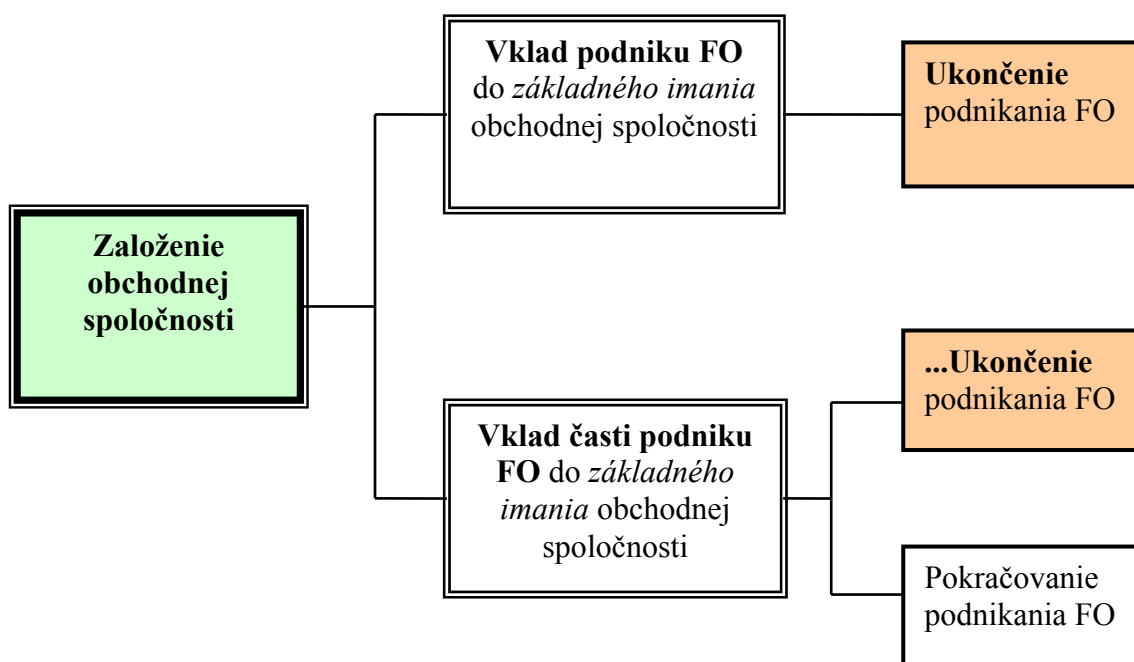 Založenie
obchodnej
spoločnosti
Vklad podniku FO
do základného imania
obchodnej spoločnosti
Ukončenie
podnikania FO
Vklad časti podniku
FO do základného
imania obchodnej
spoločnosti
...Ukončenie
podnikania FO
Pokračovanie
podnikania FO